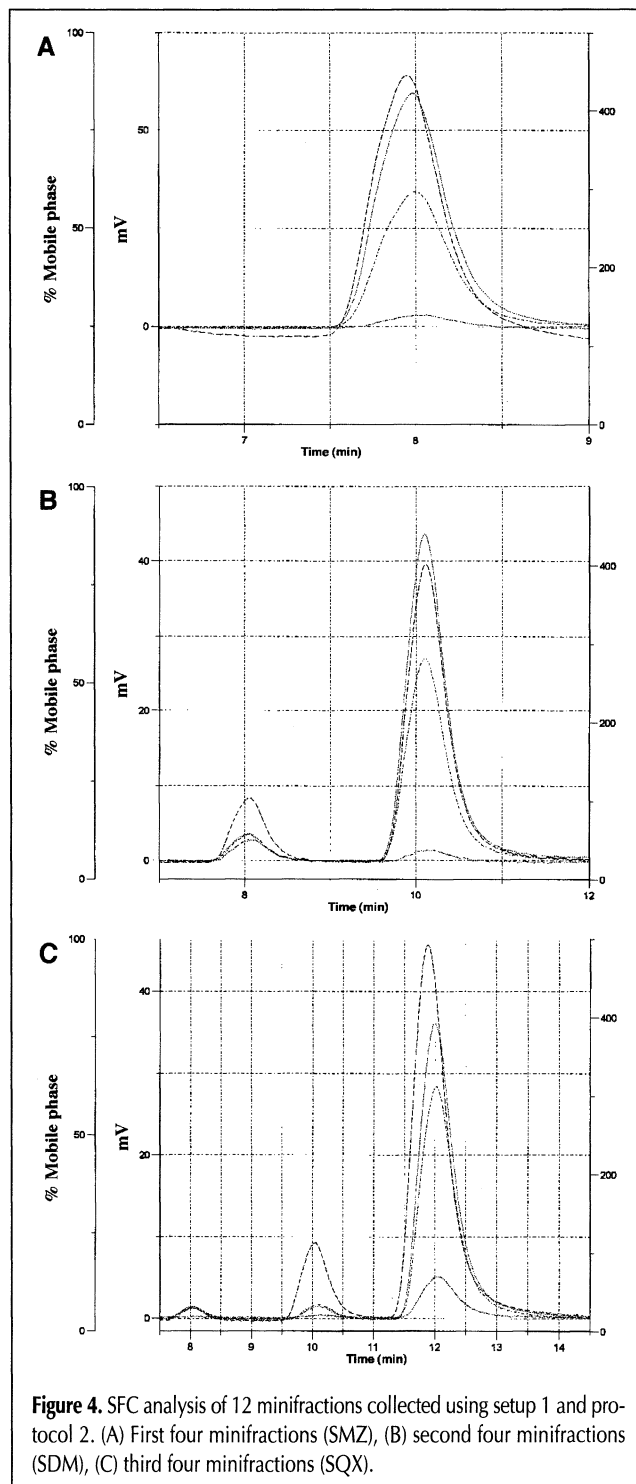 A
100
50
0
% Mobile phase
mV
50
0
400
200
0
7
8
9
Time (min)
B
100
50
0
% Mobile phase
mV
40
20
0
400
200
0
8
10
12
Time (min)
C
100
50
0
% Mobile phase
mV
40
20
0
400
200
0
8
9
10
11
12
13
14
Time (min)
Figure 4. SFC analysis of 12 minifractions collected using setup 1 and pro-
tocol 2. (A) First four minifractions (SMZ), (B) second four minifractions
(SDM), (C) third four minifractions (SQX).